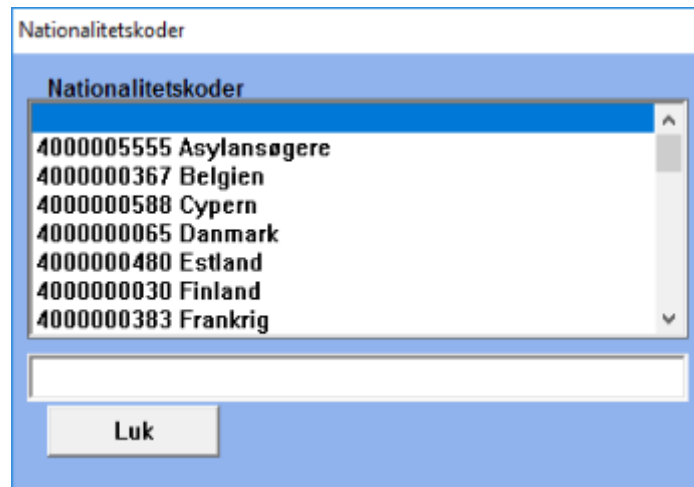 Nationalitetskoder
Nationalitetskoder
4000005555 Asylansøgere
4000000367 Belgien
4000000588 Cypern
4000000065 Danmark
4000000480 Estland
4000000030 Finland
4000000383 Frankrig
Luk